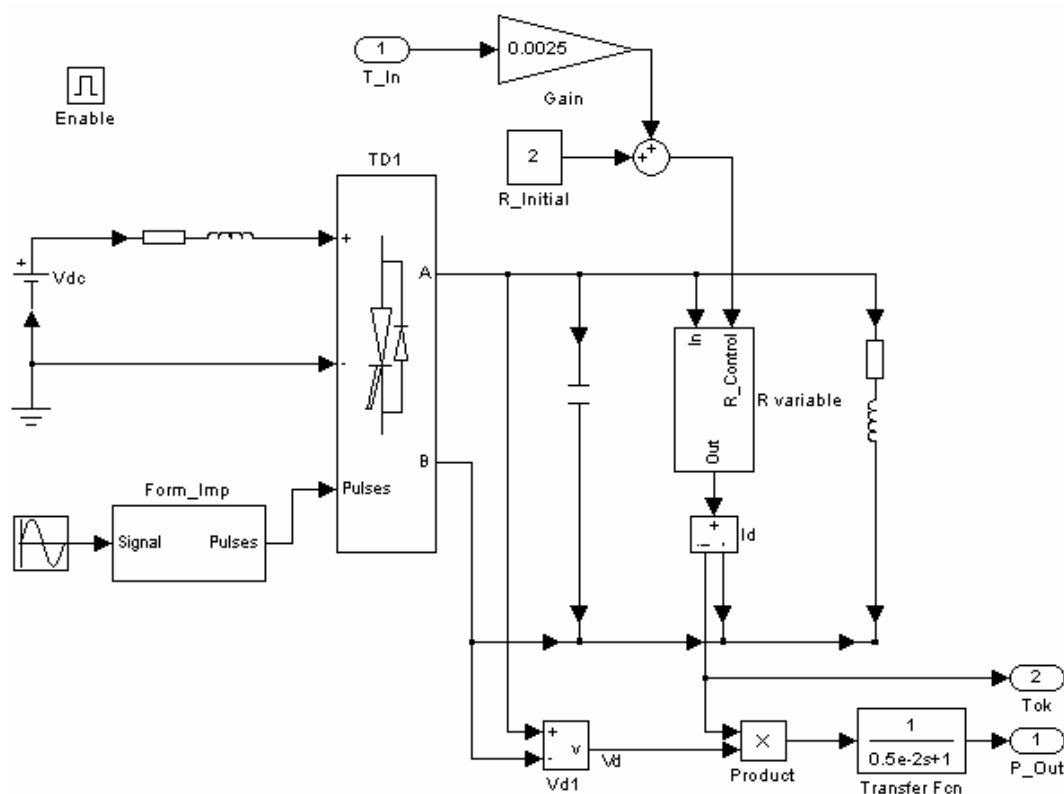 1
T_In
0.0025
Gain
Enable
2
R_Initial
TD1
+
-
A
B
Pulses
+
Vdc
Form_Imp
Signal
Pulses
In
R_Control
Out
R variable
+
-
i
Id
+
-
v
Vd1
Vd
×
Product
1
0.5e-2s+1
Transfer Fcn
2
Tok
1
P_Out